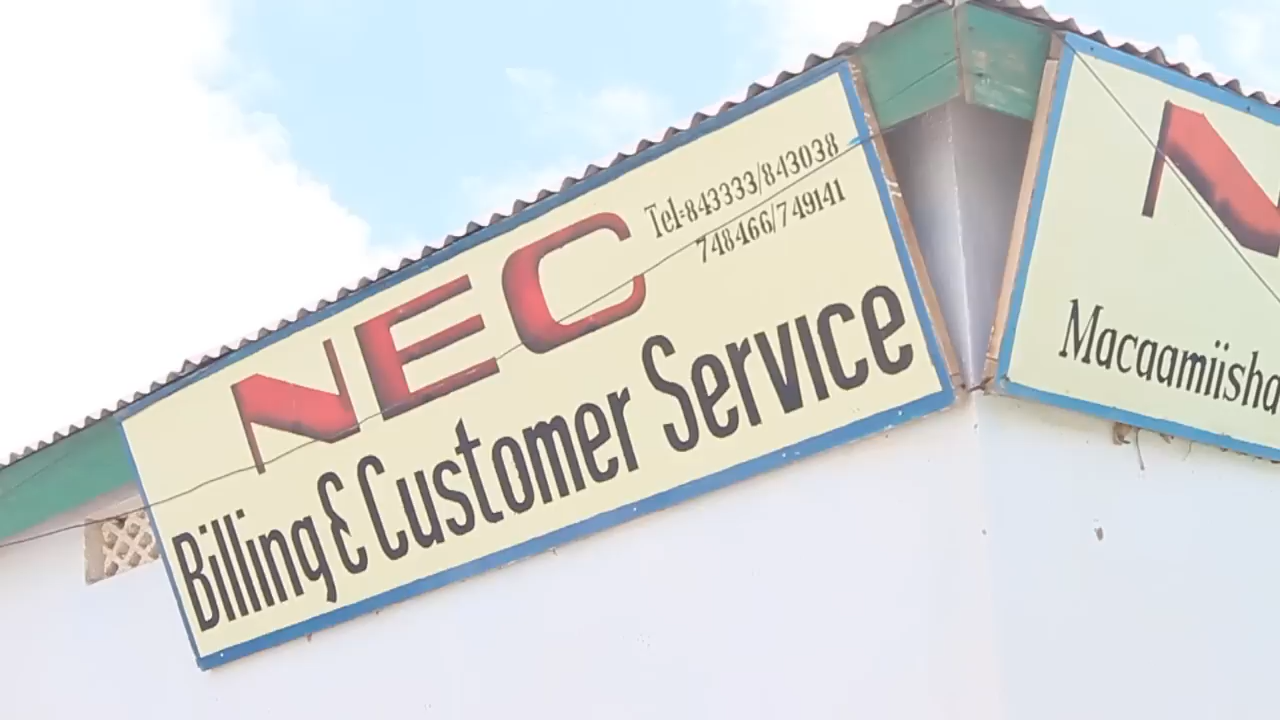 NEC
Tel:843333/843038
748466/749141
Billing & Customer Service
N
Macaamiisha